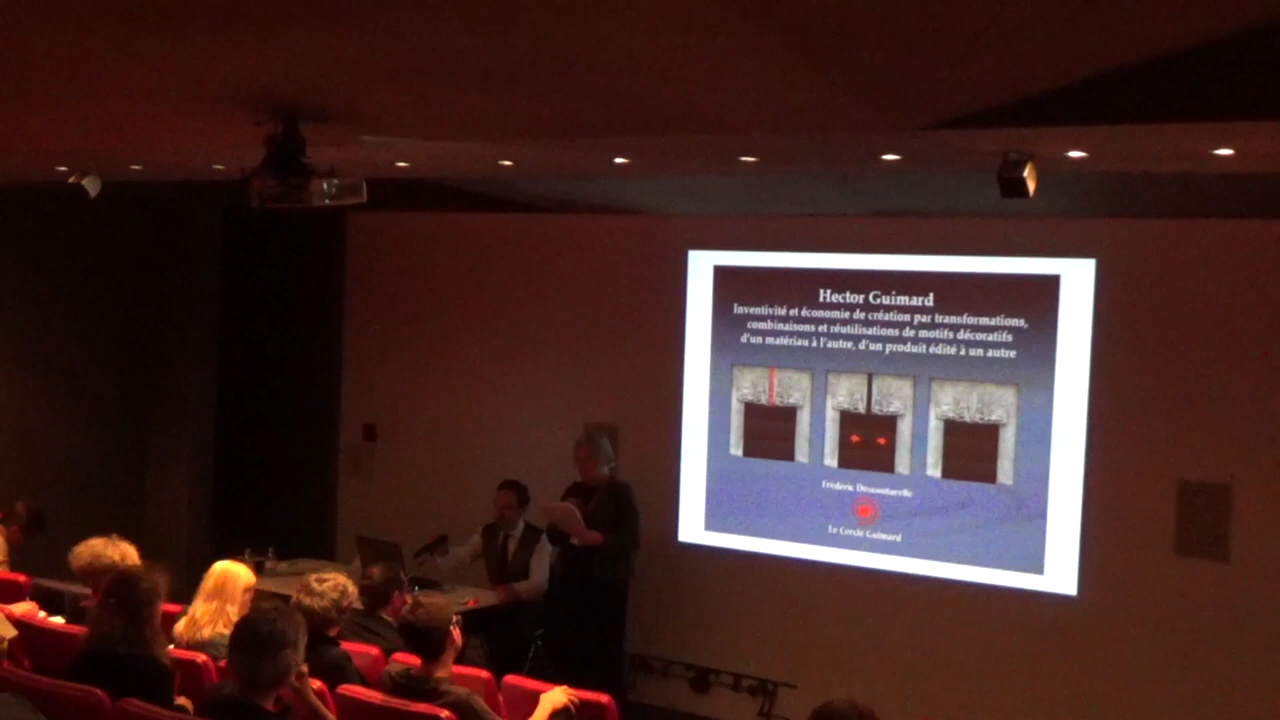 Hector Guimard
Inventivité et économie de création par transformations,
combinaisons et réutilisations de motifs décoratifs
d'un matériau à l'autre, d'un produit édité à un autre
Frédéric Descouturelle
Le Cercle Guimard